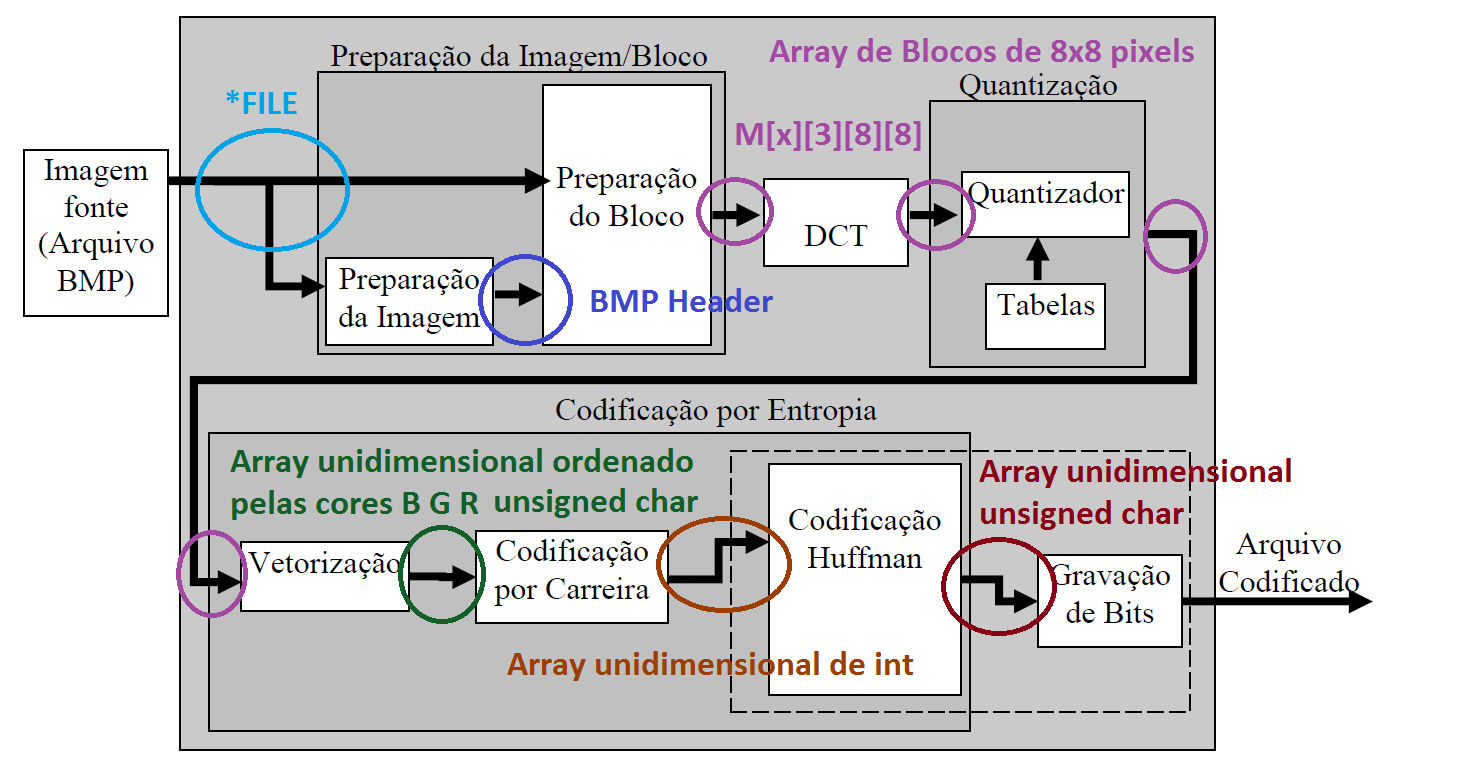 Preparação da Imagem/Bloco
Array de Blocos de 8x8 pixels
Quantização
*FILE
M[x][3][8][8]
Imagem
fonte
(Arquivo
BMP)
Preparação
do Bloco
DCT
Quantizador
Preparação
da Imagem
BMP Header
Tabelas
Codificação por Entropia
Array unidimensional ordenado
pelas cores B G R unsigned char
Array unidimensional
unsigned char
Vetorização
Codificação
por Carreira
Codificação
Huffman
Gravação
de Bits
Arquivo
Codificado
Array unidimensional de int